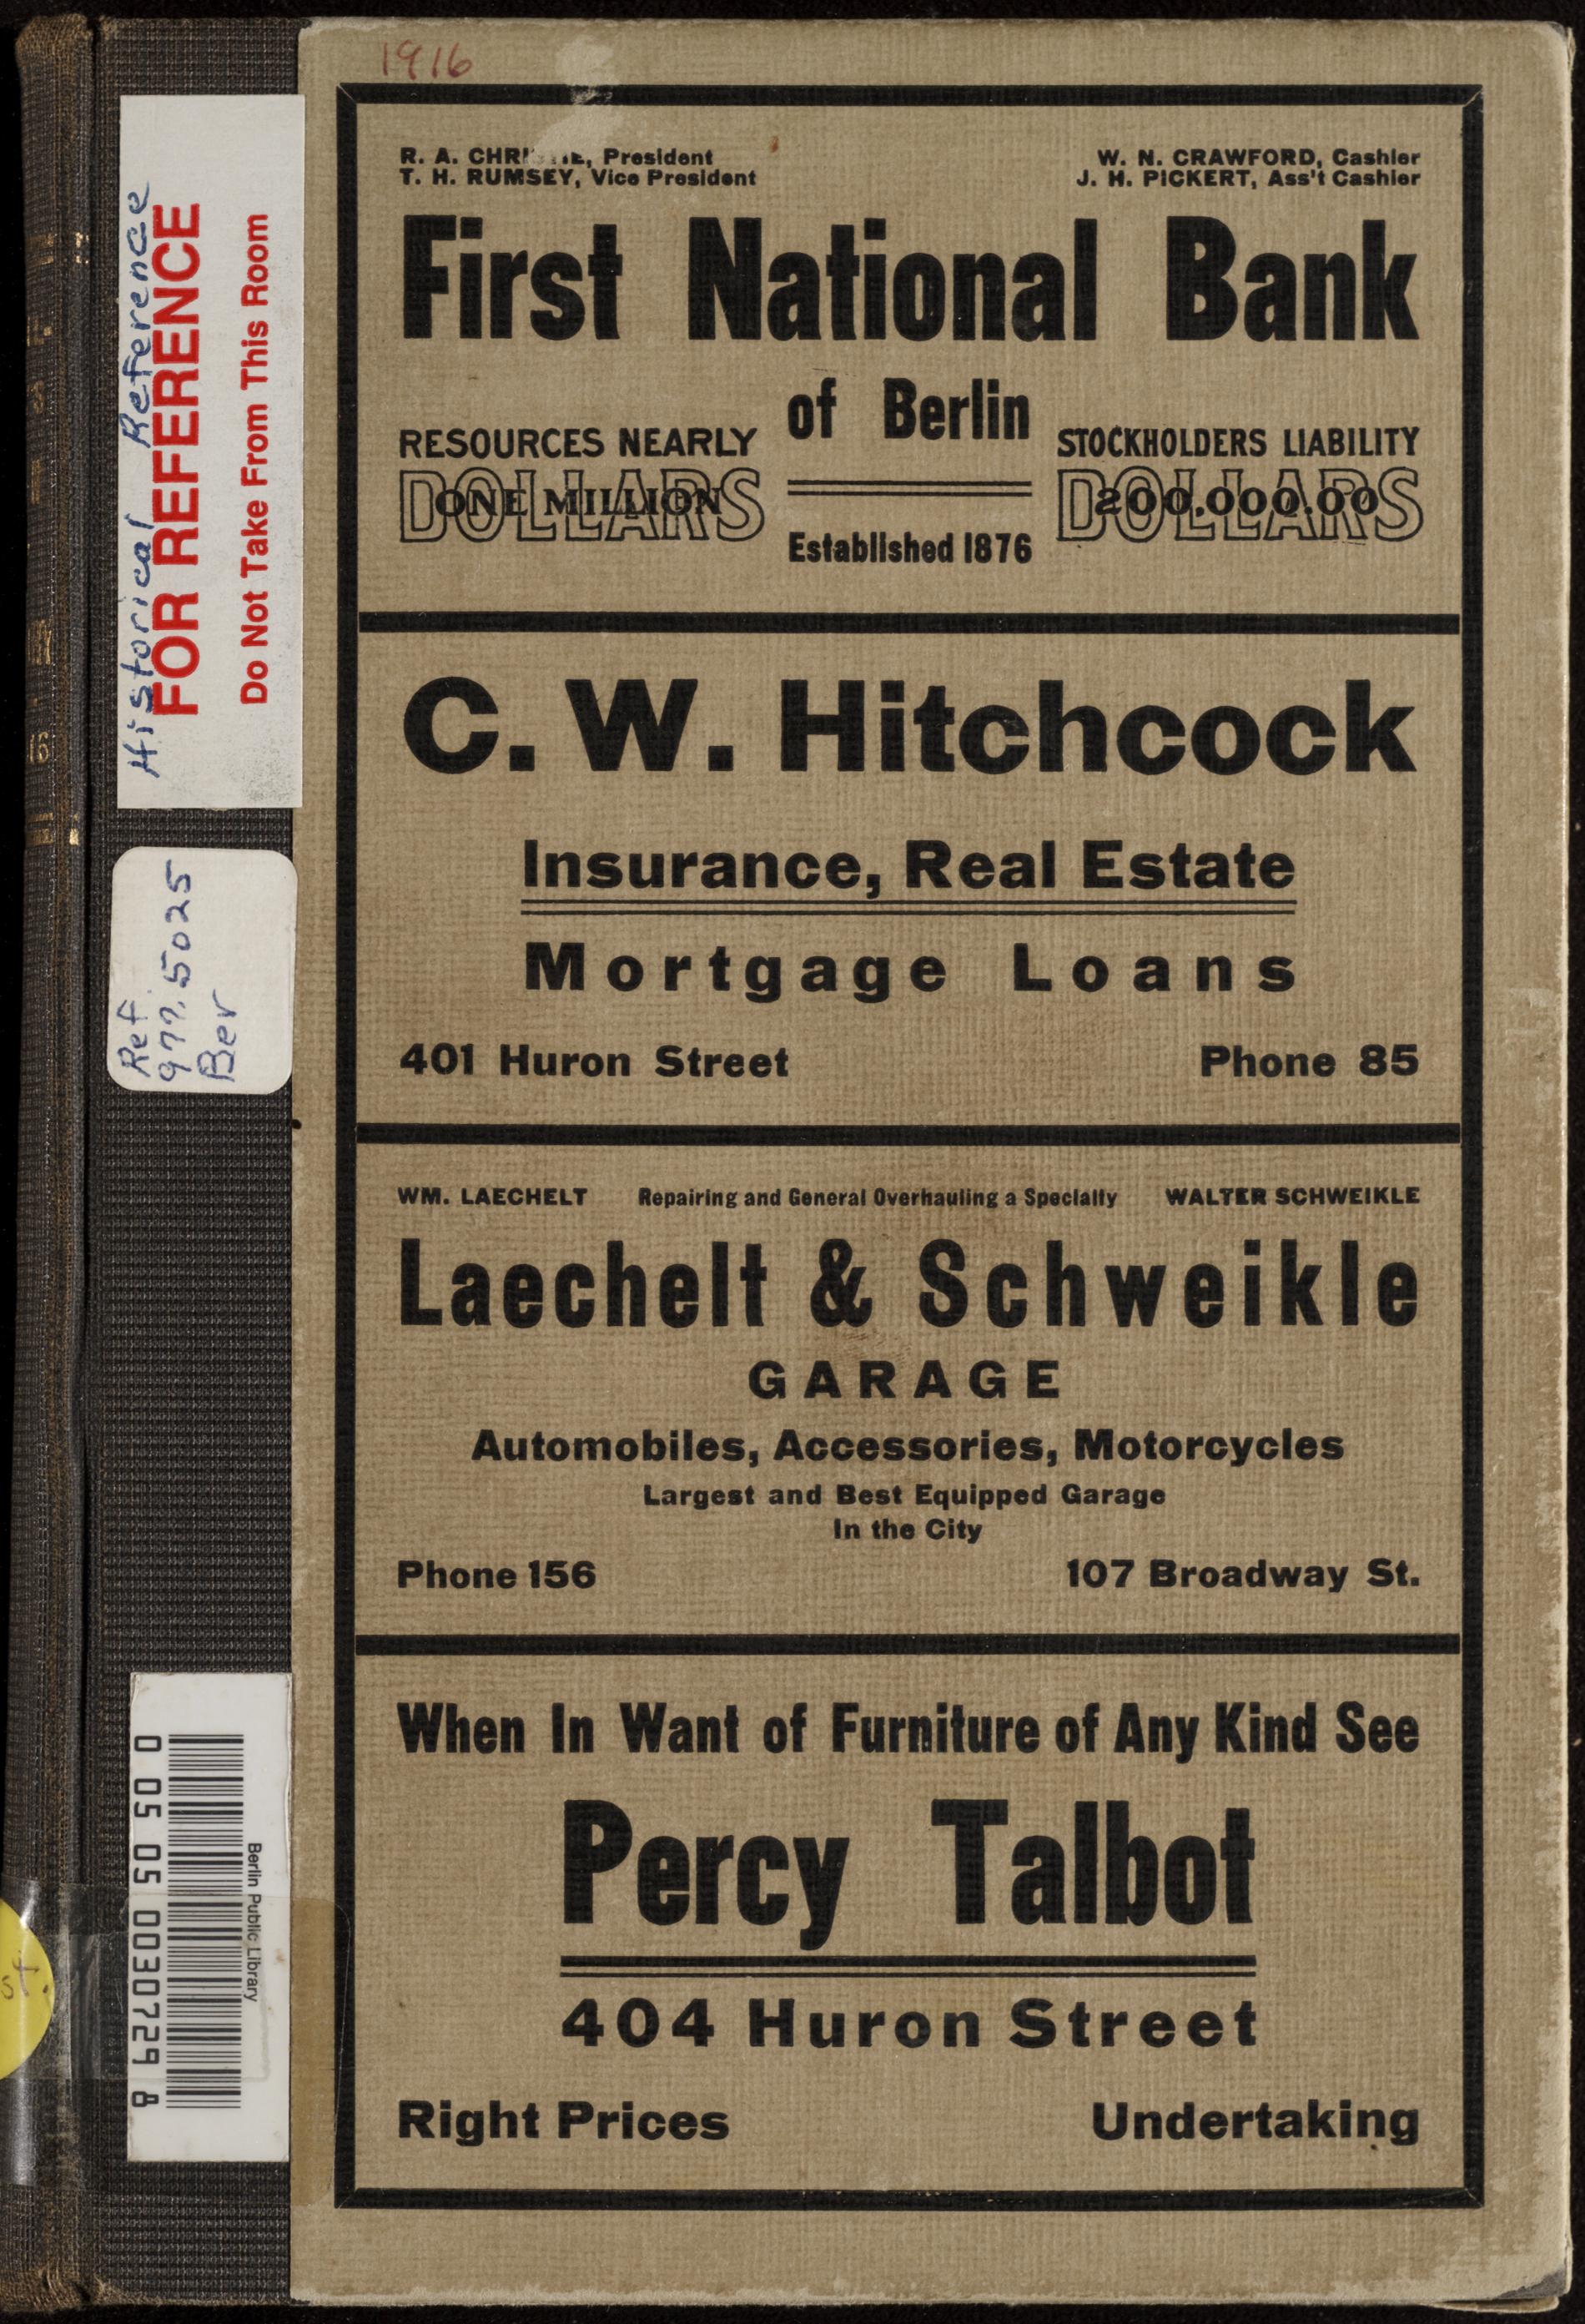 1916
R. A. CHRISTIE, President
T. H. RUMSEY, Vice President
W. N. CRAWFORD, Cashier
J. H. PICKERT, Ass't Cashier
First National Bank
of Berlin
RESOURCES NEARLY
ONE MILLION
DOLLARS
Established 1876
STOCKHOLDERS LIABILITY
200,000.00
DOLLARS
C. W. Hitchcock
Insurance, Real Estate
Mortgage Loans
401 Huron Street Phone 85
WM. LAECHELT Repairing and General Overhauling a Specialty WALTER SCHWEIKLE
Laechelt & Schweikle
GARAGE
Automobiles, Accessories, Motorcycles
Largest and Best Equipped Garage
In the City
Phone 156 107 Broadway St.
When In Want of Furniture of Any Kind See
Percy Talbot
404 Huron Street
Right Prices Undertaking
Historical Reference
FOR REFERENCE
Do Not Take From This Room
Ref
977.5025
Ber
Berlin Public Library
0 05 05 0030729 8
st.